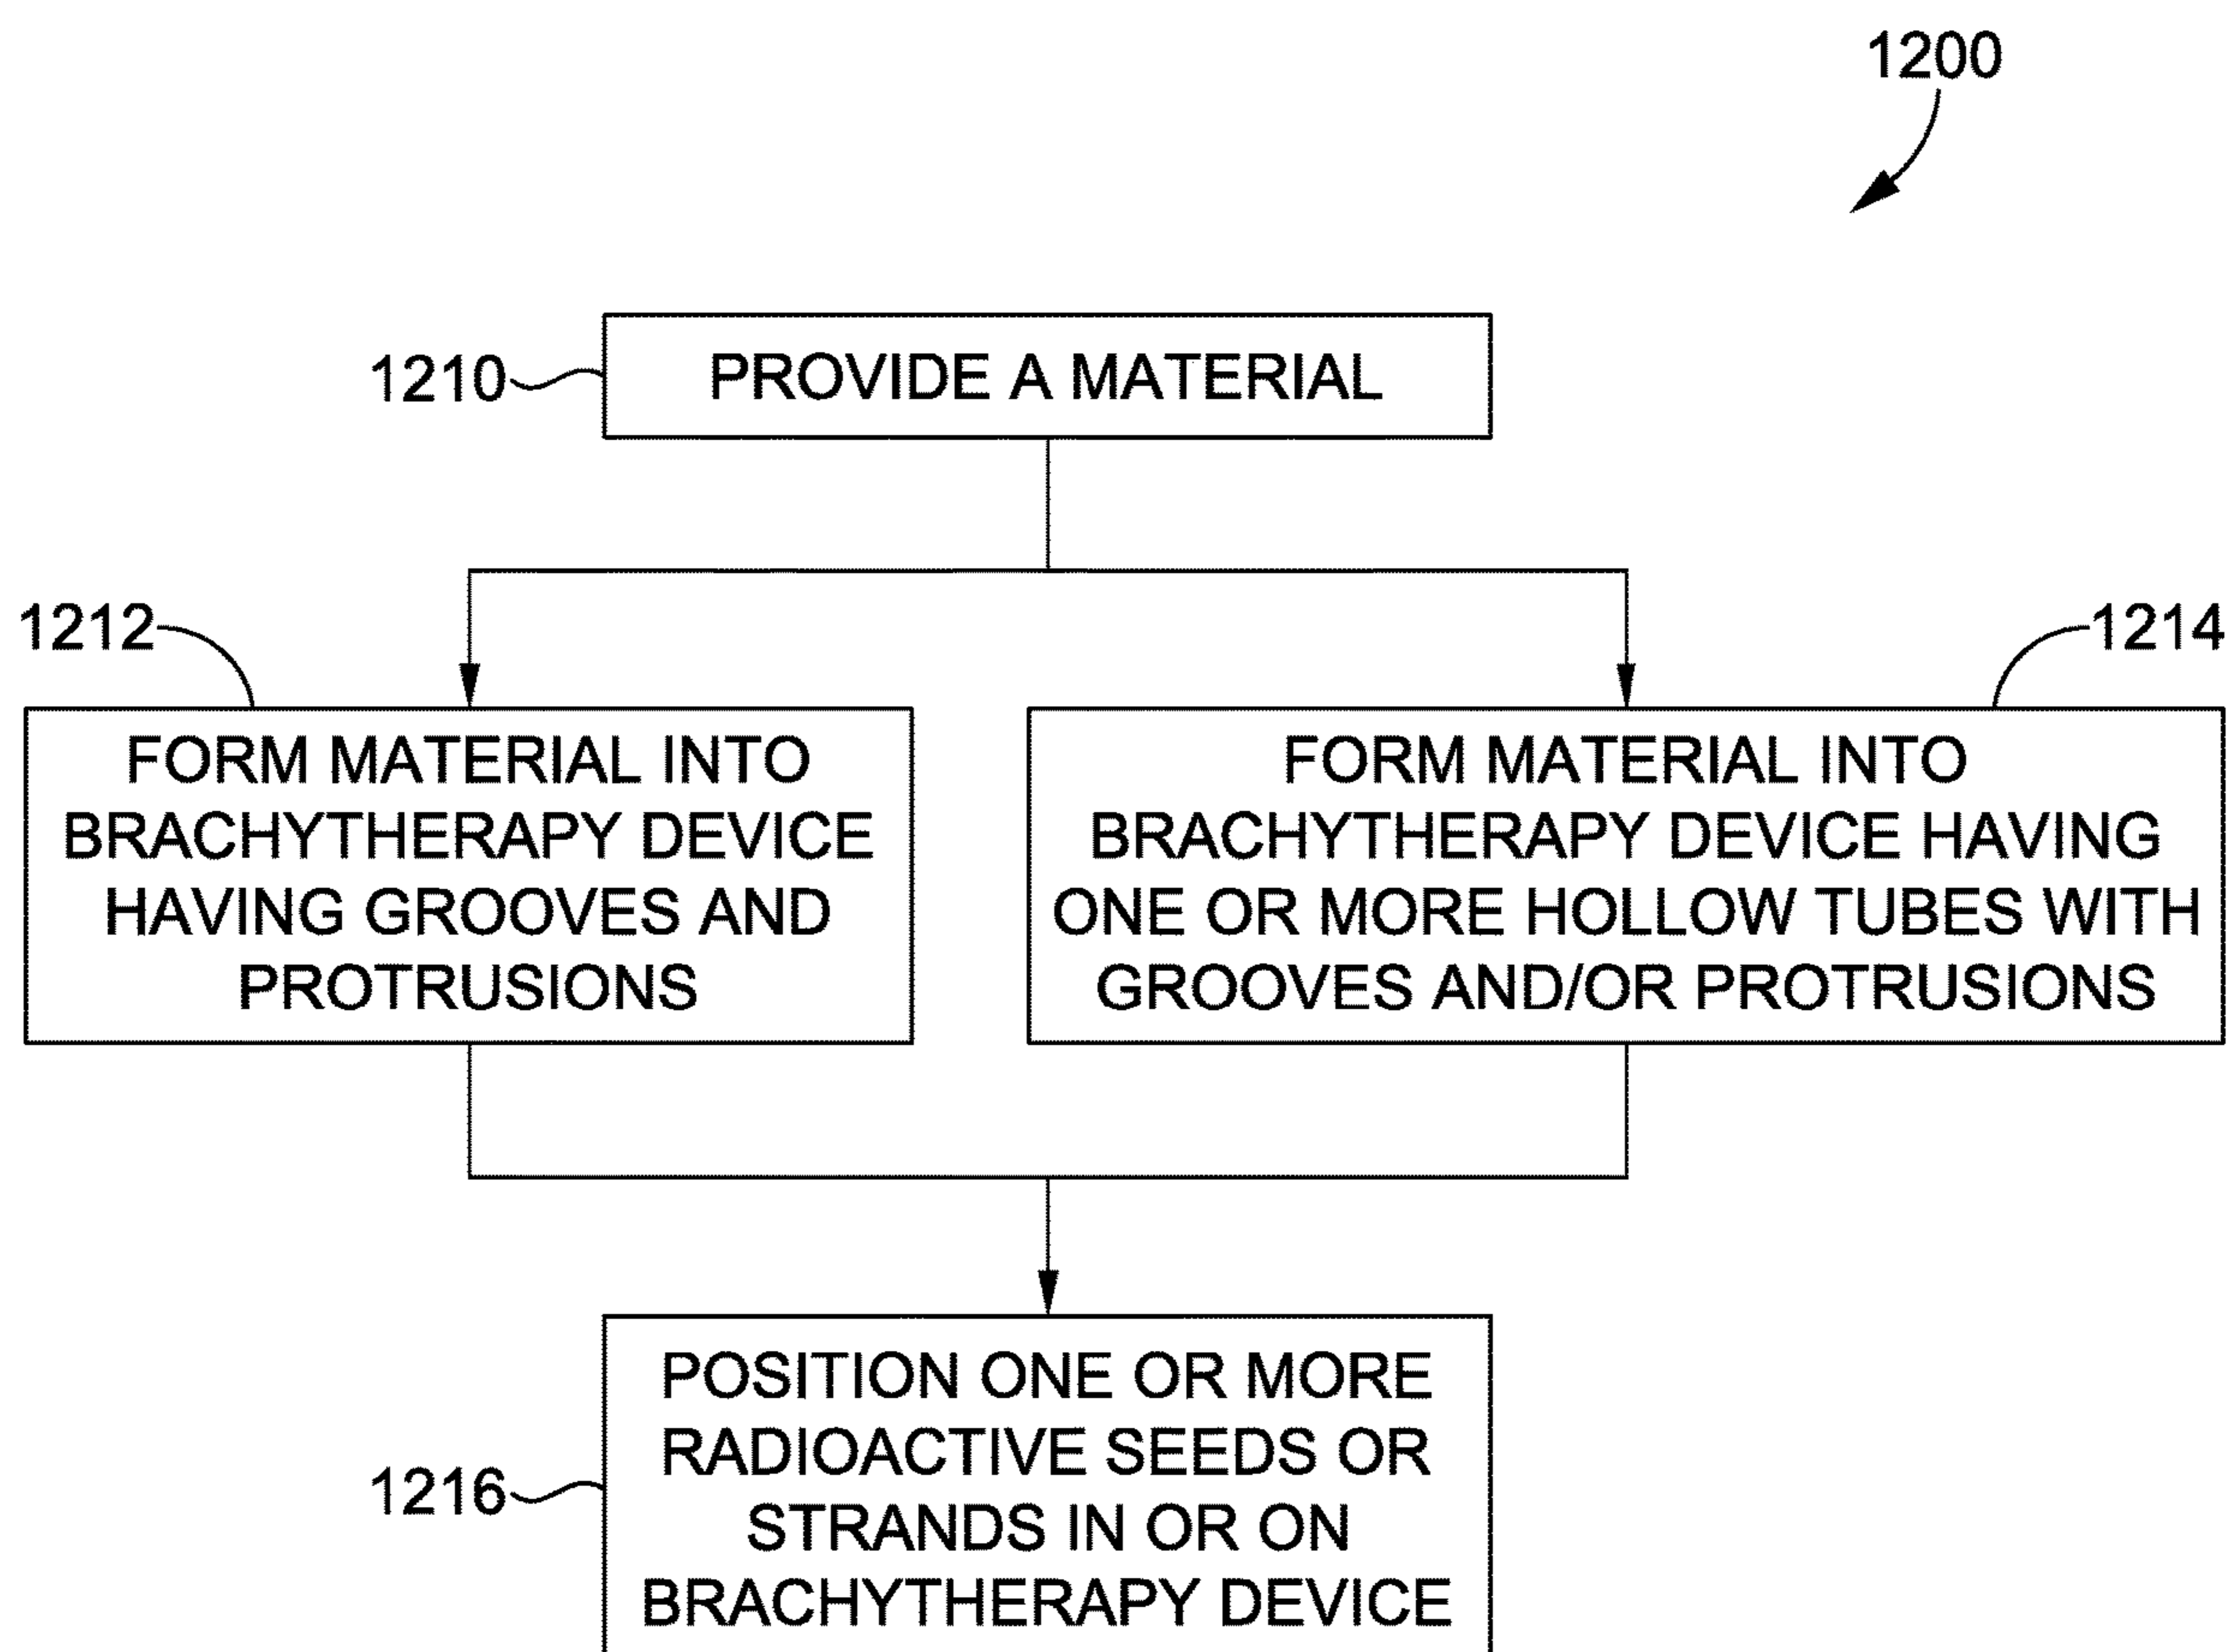 1200
1210
PROVIDE A MATERIAL
1212
1214
FORM MATERIAL INTO
BRACHYTHERAPY DEVICE
HAVING GROOVES AND
PROTRUSIONS
FORM MATERIAL INTO
BRACHYTHERAPY DEVICE HAVING
ONE OR MORE HOLLOW TUBES WITH
GROOVES AND/OR PROTRUSIONS
1216
POSITION ONE OR MORE
RADIOACTIVE SEEDS OR
STRANDS IN OR ON
BRACHYTHERAPY DEVICE